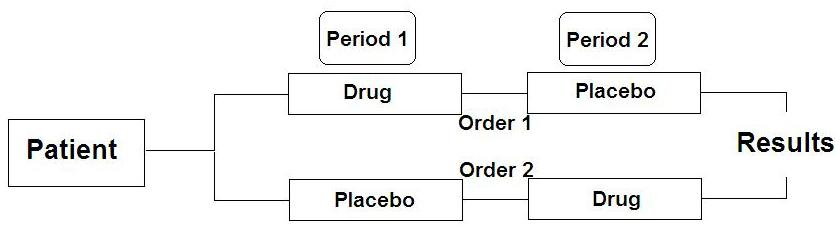 Period 1
Period 2
Drug
Placebo
Order 1
Patient
Results
Order 2
Placebo
Drug